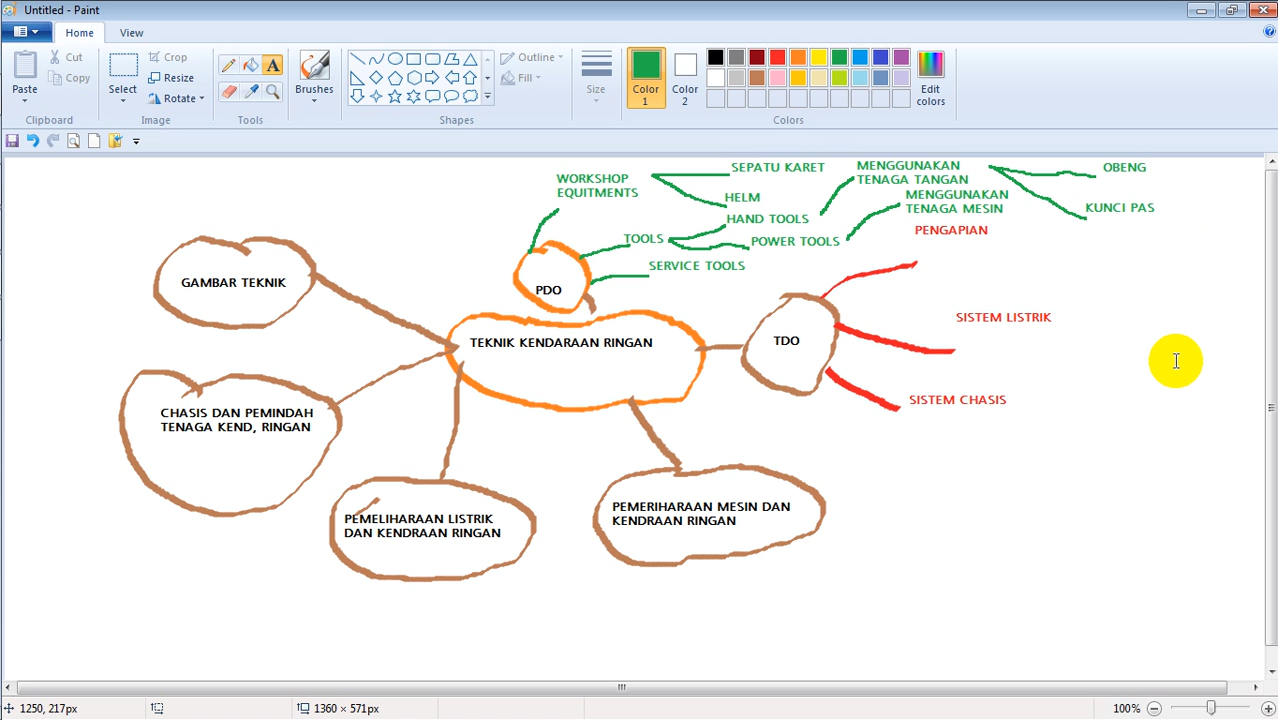 Untitled - Paint
Home
View
Paste
Cut
Copy
Clipboard
Select
Crop
Resize
Rotate
Image
Tools
Brushes
Outline
Fill
Shapes
Size
Color
1
Color
2
Edit
colors
Colors
WORKSHOP
EQUITMENTS
SEPATU KARET
HELM
MENGGUNAKAN
TENAGA TANGAN
OBENG
KUNCI PAS
MENGGUNAKAN
TENAGA MESIN
HAND TOOLS
TOOLS
POWER TOOLS
SERVICE TOOLS
PENGAPIAN
GAMBAR TEKNIK
PDO
SISTEM LISTRIK
TEKNIK KENDARAAN RINGAN
TDO
SISTEM CHASIS
CHASIS DAN PEMINDAH
TENAGA KEND, RINGAN
PEMELIHARAAN LISTRIK
DAN KENDRAAN RINGAN
PEMERIHARAAN MESIN DAN
KENDRAAN RINGAN
1250, 217px
1360 × 571px
100%